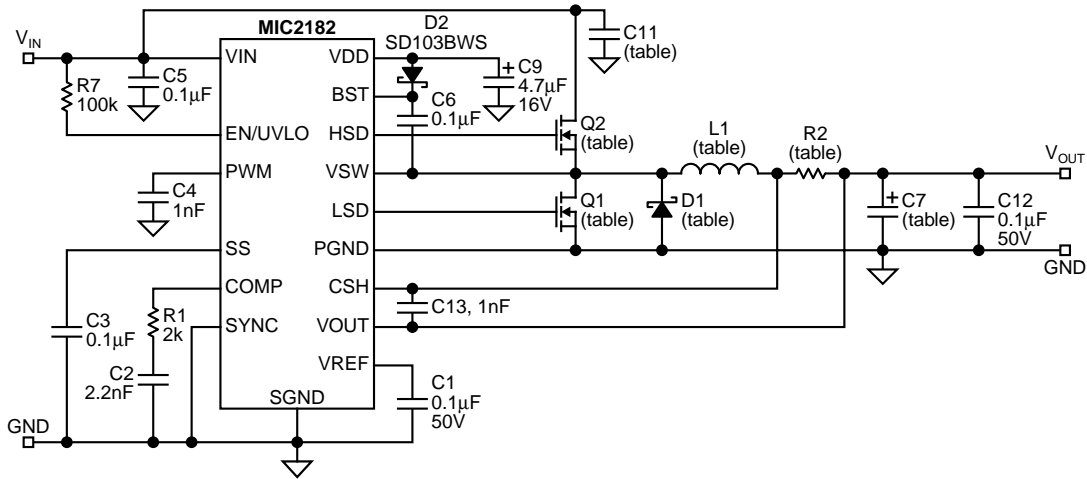 MIC2182
D2
SD103BWS
C11
(table)
VIN
VIN
VDD
C9
4.7µF
16V
R7
100k
C5
0.1µF
BST
C6
0.1µF
EN/UVLO
HSD
Q2
(table)
L1
(table)
R2
(table)
VOUT
PWM
VSW
C4
1nF
LSD
Q1
(table)
D1
(table)
C7
(table)
C12
0.1µF
50V
SS
PGND
GND
COMP
CSH
C13, 1nF
C3
0.1µF
R1
2k
SYNC
VOUT
VREF
C2
2.2nF
C1
0.1µF
50V
SGND
GND